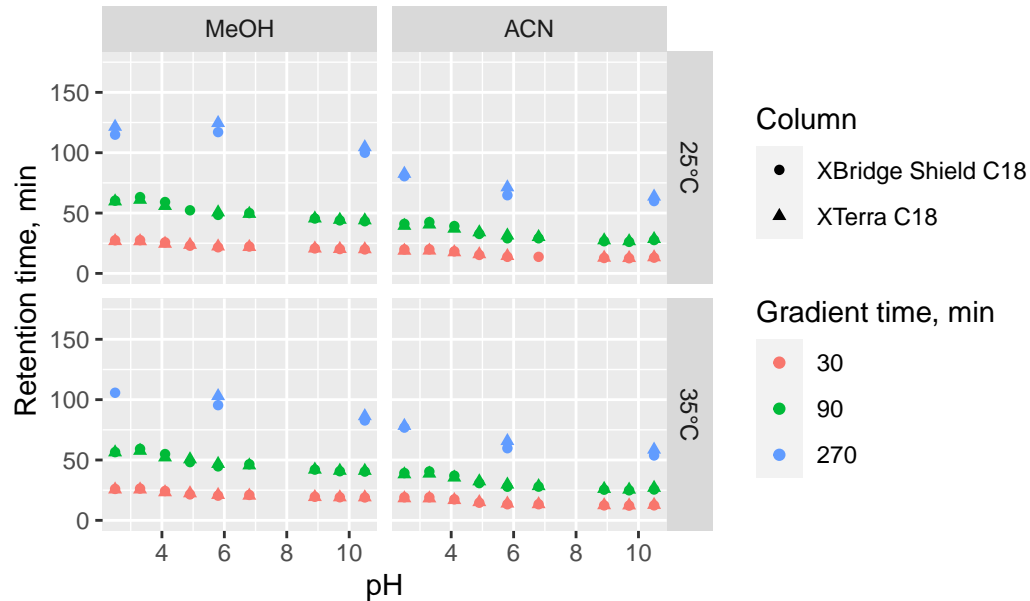 MeOH
ACN
150
100
50
0
25°C
150
100
50
0
35°C
4
6
8
10
4
6
8
10
Retention time, min
pH
Column
XBridge Shield C18
XTerra C18
Gradient time, min
30
90
270